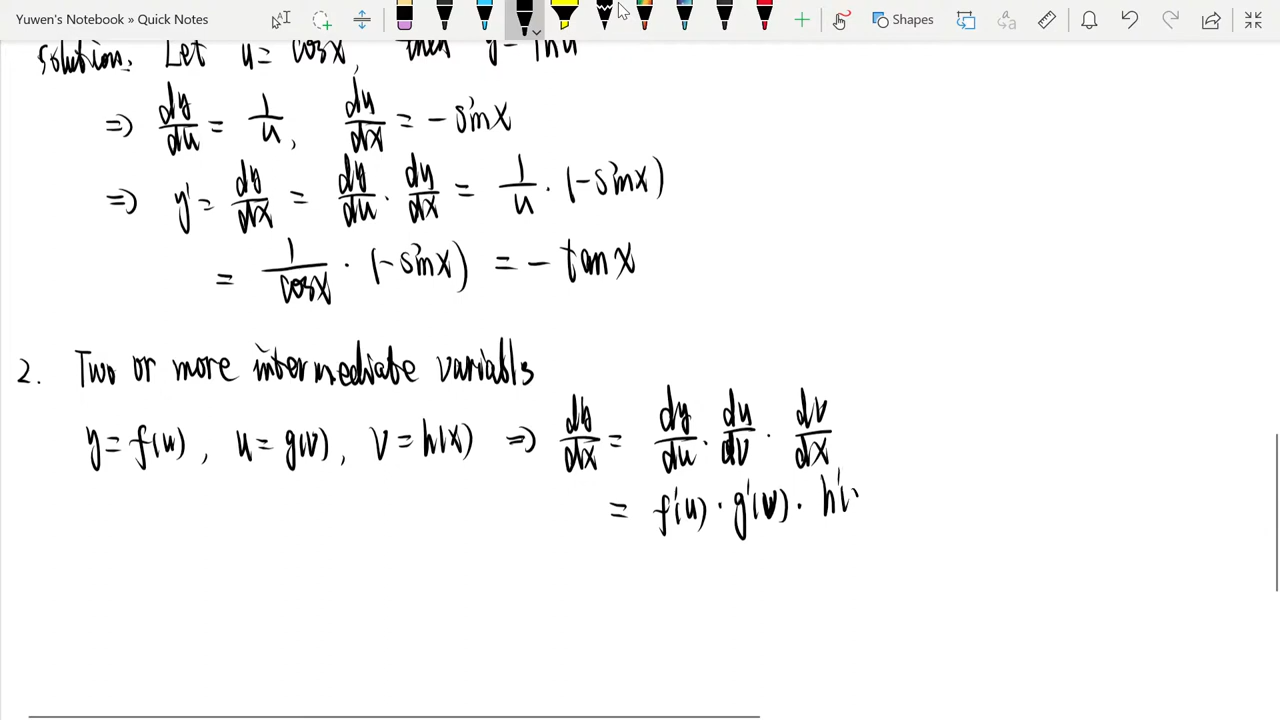 Yuwen's Notebook » Quick Notes
Shapes
solution. Let u = cosx, then y = lnu
=> dy/du = 1/u, du/dx = -sinx
=> y' = dy/dx = dy/du · dy/dx = 1/u · (-sinx)
= 1/cosx · (-sinx) = -tanx
2. Two or more intermediate variabls
y = f(u), u = g(v), v = h(x) => dy/dx = dy/du · du/dv · dv/dx
= f'(u) · g'(v) · h'(